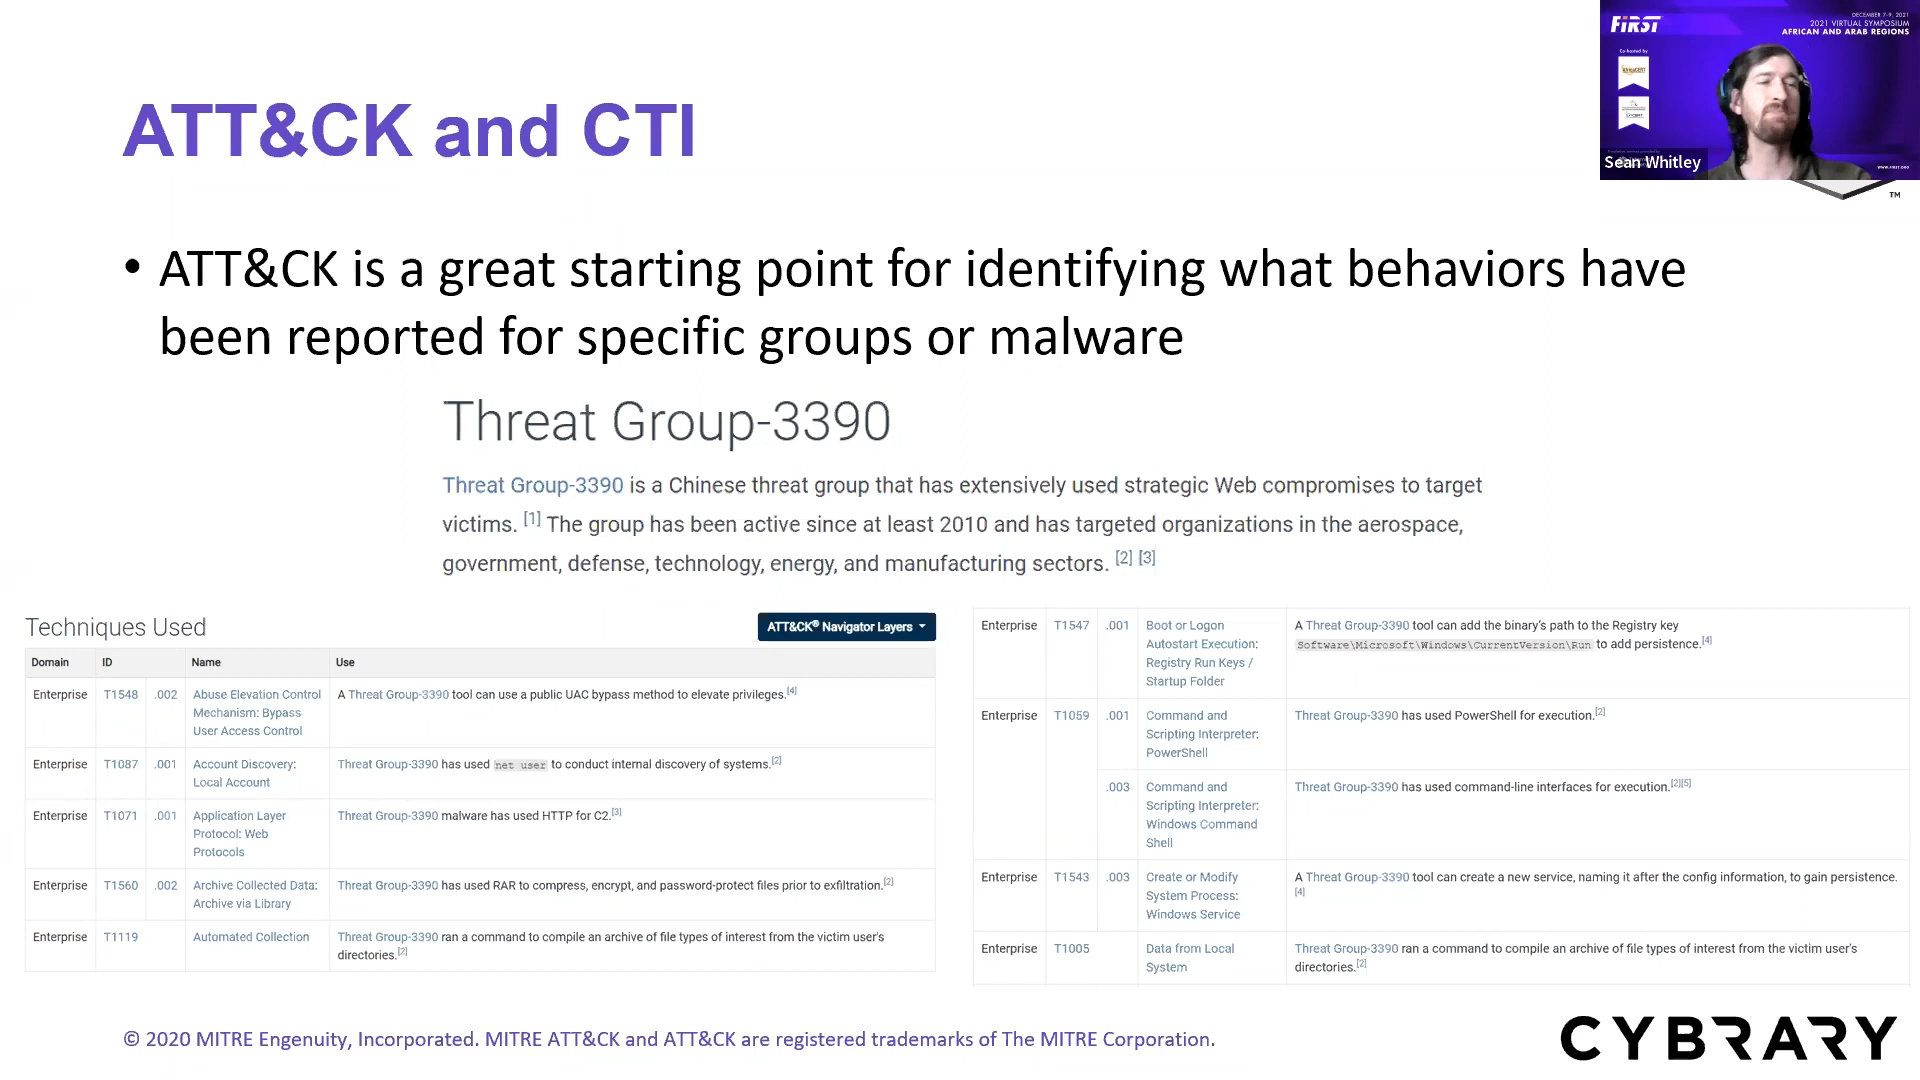 ATT&CK and CTI
FIRST
DECEMBER 7-9, 2021
2021 VIRTUAL SYMPOSIUM
AFRICAN AND ARAB REGIONS
Co-hosted by
Sean Whitley
WWW.FIRST.ORG
TM
• ATT&CK is a great starting point for identifying what behaviors have
been reported for specific groups or malware
Threat Group-3390
Threat Group-3390 is a Chinese threat group that has extensively used strategic Web compromises to target
victims. [1] The group has been active since at least 2010 and has targeted organizations in the aerospace,
government, defense, technology, energy, and manufacturing sectors. [2] [3]
Techniques Used
ATT&CK® Navigator Layers
Domain ID Name Use
Enterprise T1548 .002 Abuse Elevation Control A Threat Group-3390 tool can use a public UAC bypass method to elevate privileges.[4]
Mechanism: Bypass
User Access Control
Enterprise T1087 .001 Account Discovery: Threat Group-3390 has used net user to conduct internal discovery of systems.[2]
Local Account
Enterprise T1071 .001 Application Layer Threat Group-3390 malware has used HTTP for C2.[3]
Protocol: Web
Protocols
Enterprise T1560 .002 Archive Collected Data: Threat Group-3390 has used RAR to compress, encrypt, and password-protect files prior to exfiltration.[2]
Archive via Library
Enterprise T1119 Automated Collection Threat Group-3390 ran a command to compile an archive of file types of interest from the victim user's
directories.[2]
Enterprise T1547 .001 Boot or Logon A Threat Group-3390 tool can add the binary's path to the Registry key
Autostart Execution: Software\Microsoft\Windows\CurrentVersion\Run to add persistence.[4]
Registry Run Keys /
Startup Folder
Enterprise T1059 .001 Command and Threat Group-3390 has used PowerShell for execution.[2]
Scripting Interpreter:
PowerShell
.003 Command and Threat Group-3390 has used command-line interfaces for execution.[2][5]
Scripting Interpreter:
Windows Command
Shell
Enterprise T1543 .003 Create or Modify A Threat Group-3390 tool can create a new service, naming it after the config information, to gain persistence.
System Process: [4]
Windows Service
Enterprise T1005 Data from Local Threat Group-3390 ran a command to compile an archive of file types of interest from the victim user's
System directories.[2]
© 2020 MITRE Engenuity, Incorporated. MITRE ATT&CK and ATT&CK are registered trademarks of The MITRE Corporation.
CYBRARY